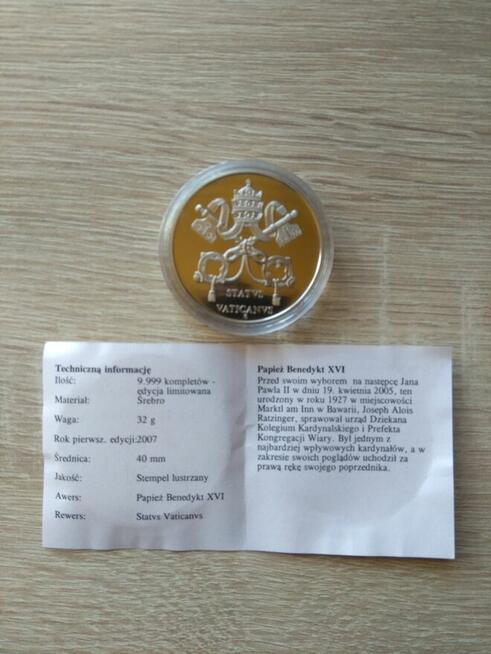 STATVS
VATICANVS
Techniczną informację
Ilość: 9.999 kompletów -
edycja limitowana
Materiał: Srebro
Waga: 32 g
Rok pierwsz. edycji:2007
Średnica: 40 mm
Jakość: Stempel lustrzany
Awers: Papież Benedykt XVI
Rewers: Statvs Vaticanvs
Papież Benedykt XVI
Przed swoim wyborem na następcę Jana
Pawla II w dniu 19. kwietnia 2005, ten
urodzony w roku 1927 w miejscowości
Marktl am Inn w Bawarii, Joseph Alois
Ratzinger, sprawował urząd Dziekana
Kolegium Kardynalskiego i Prefekta
Kongregacji Wiary. Był jednym z
najbardziej wpływowych kardynałów, a w
zakresie swoich poglądów uchodził za
prawą rękę swojego poprzednika.